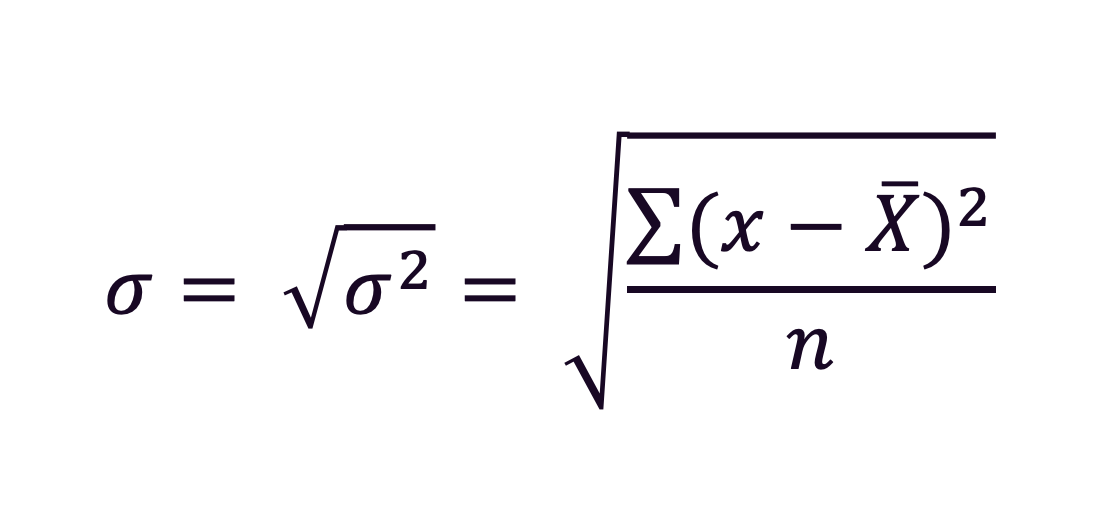 σ = √σ² = √(∑(x − X̄)²/n)